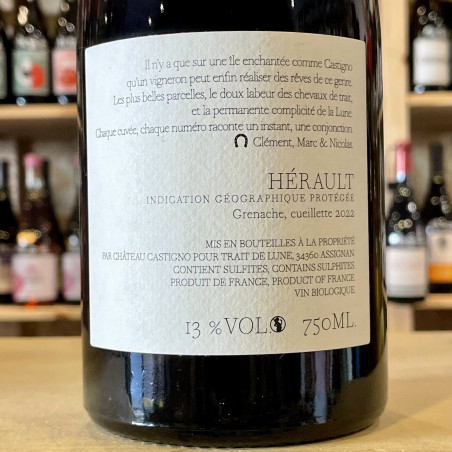 Il n'y a que sur une île enchantée comme Castigno
qu'un vigneron peut enfin réaliser des rêves de ce genre.
Les plus belles parcelles, le doux labeur des chevaux de trait,
et la permanente complicité de la Lune.
Chaque cuvée, chaque numéro raconte un instant, une conjonction.
Clément, Marc & Nicolas.
HÉRAULT
INDICATION GÉOGRAPHIQUE PROTÉGÉE
Grenache, cueillette 2022
MIS EN BOUTEILLES À LA PROPRIÉTÉ
PAR CHÂTEAU CASTIGNO POUR TRAIT DE LUNE, 34360 ASSIGNAN
CONTIENT SULFITES, CONTAINS SULPHITES
PRODUIT DE FRANCE, PRODUCT OF FRANCE
VIN BIOLOGIQUE
13 %VOL 750ML.